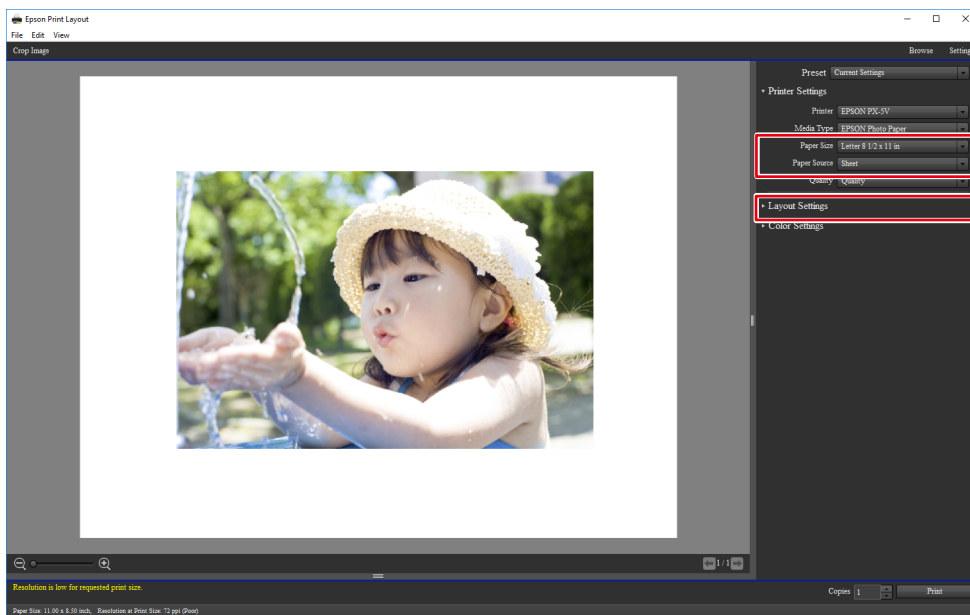 Epson Print Layout
File Edit View
Crop Image
Browse Setting
Preset Current Settings
Printer Settings
Printer EPSON PX-5V
Media Type EPSON Photo Paper
Paper Size Letter 8 1/2 x 11 in
Paper Source Sheet
Quality Quality
Layout Settings
Color Settings
1 / 1
Resolution is low for requested print size.
Copies 1 Print
Paper Size: 11.00 x 8.50 inch, Resolution at Print Size: 72 ppi (Poor)